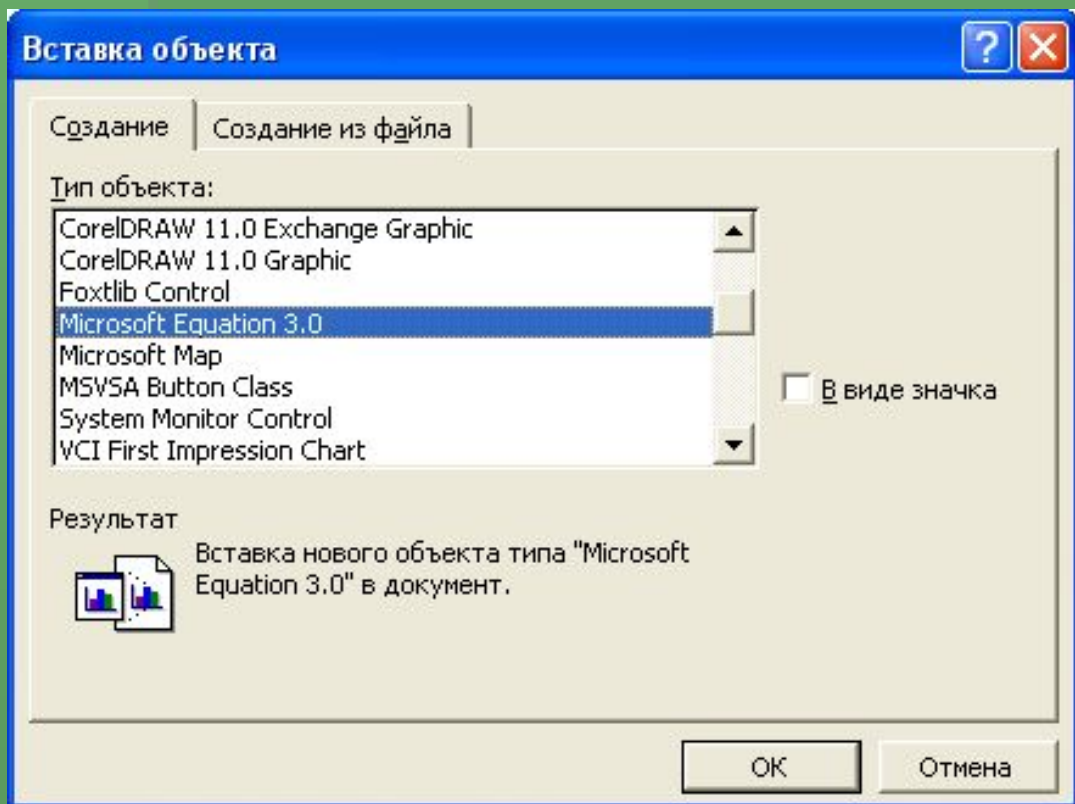 Вставка объекта
Создание
Создание из файла
Тип объекта:
CorelDRAW 11.0 Exchange Graphic
CorelDRAW 11.0 Graphic
Foxtlib Control
Microsoft Equation 3.0
Microsoft Map
MSVSA Button Class
System Monitor Control
VCI First Impression Chart
В виде значка
Результат
Вставка нового объекта типа "Microsoft
Equation 3.0" в документ.
ОК
Отмена